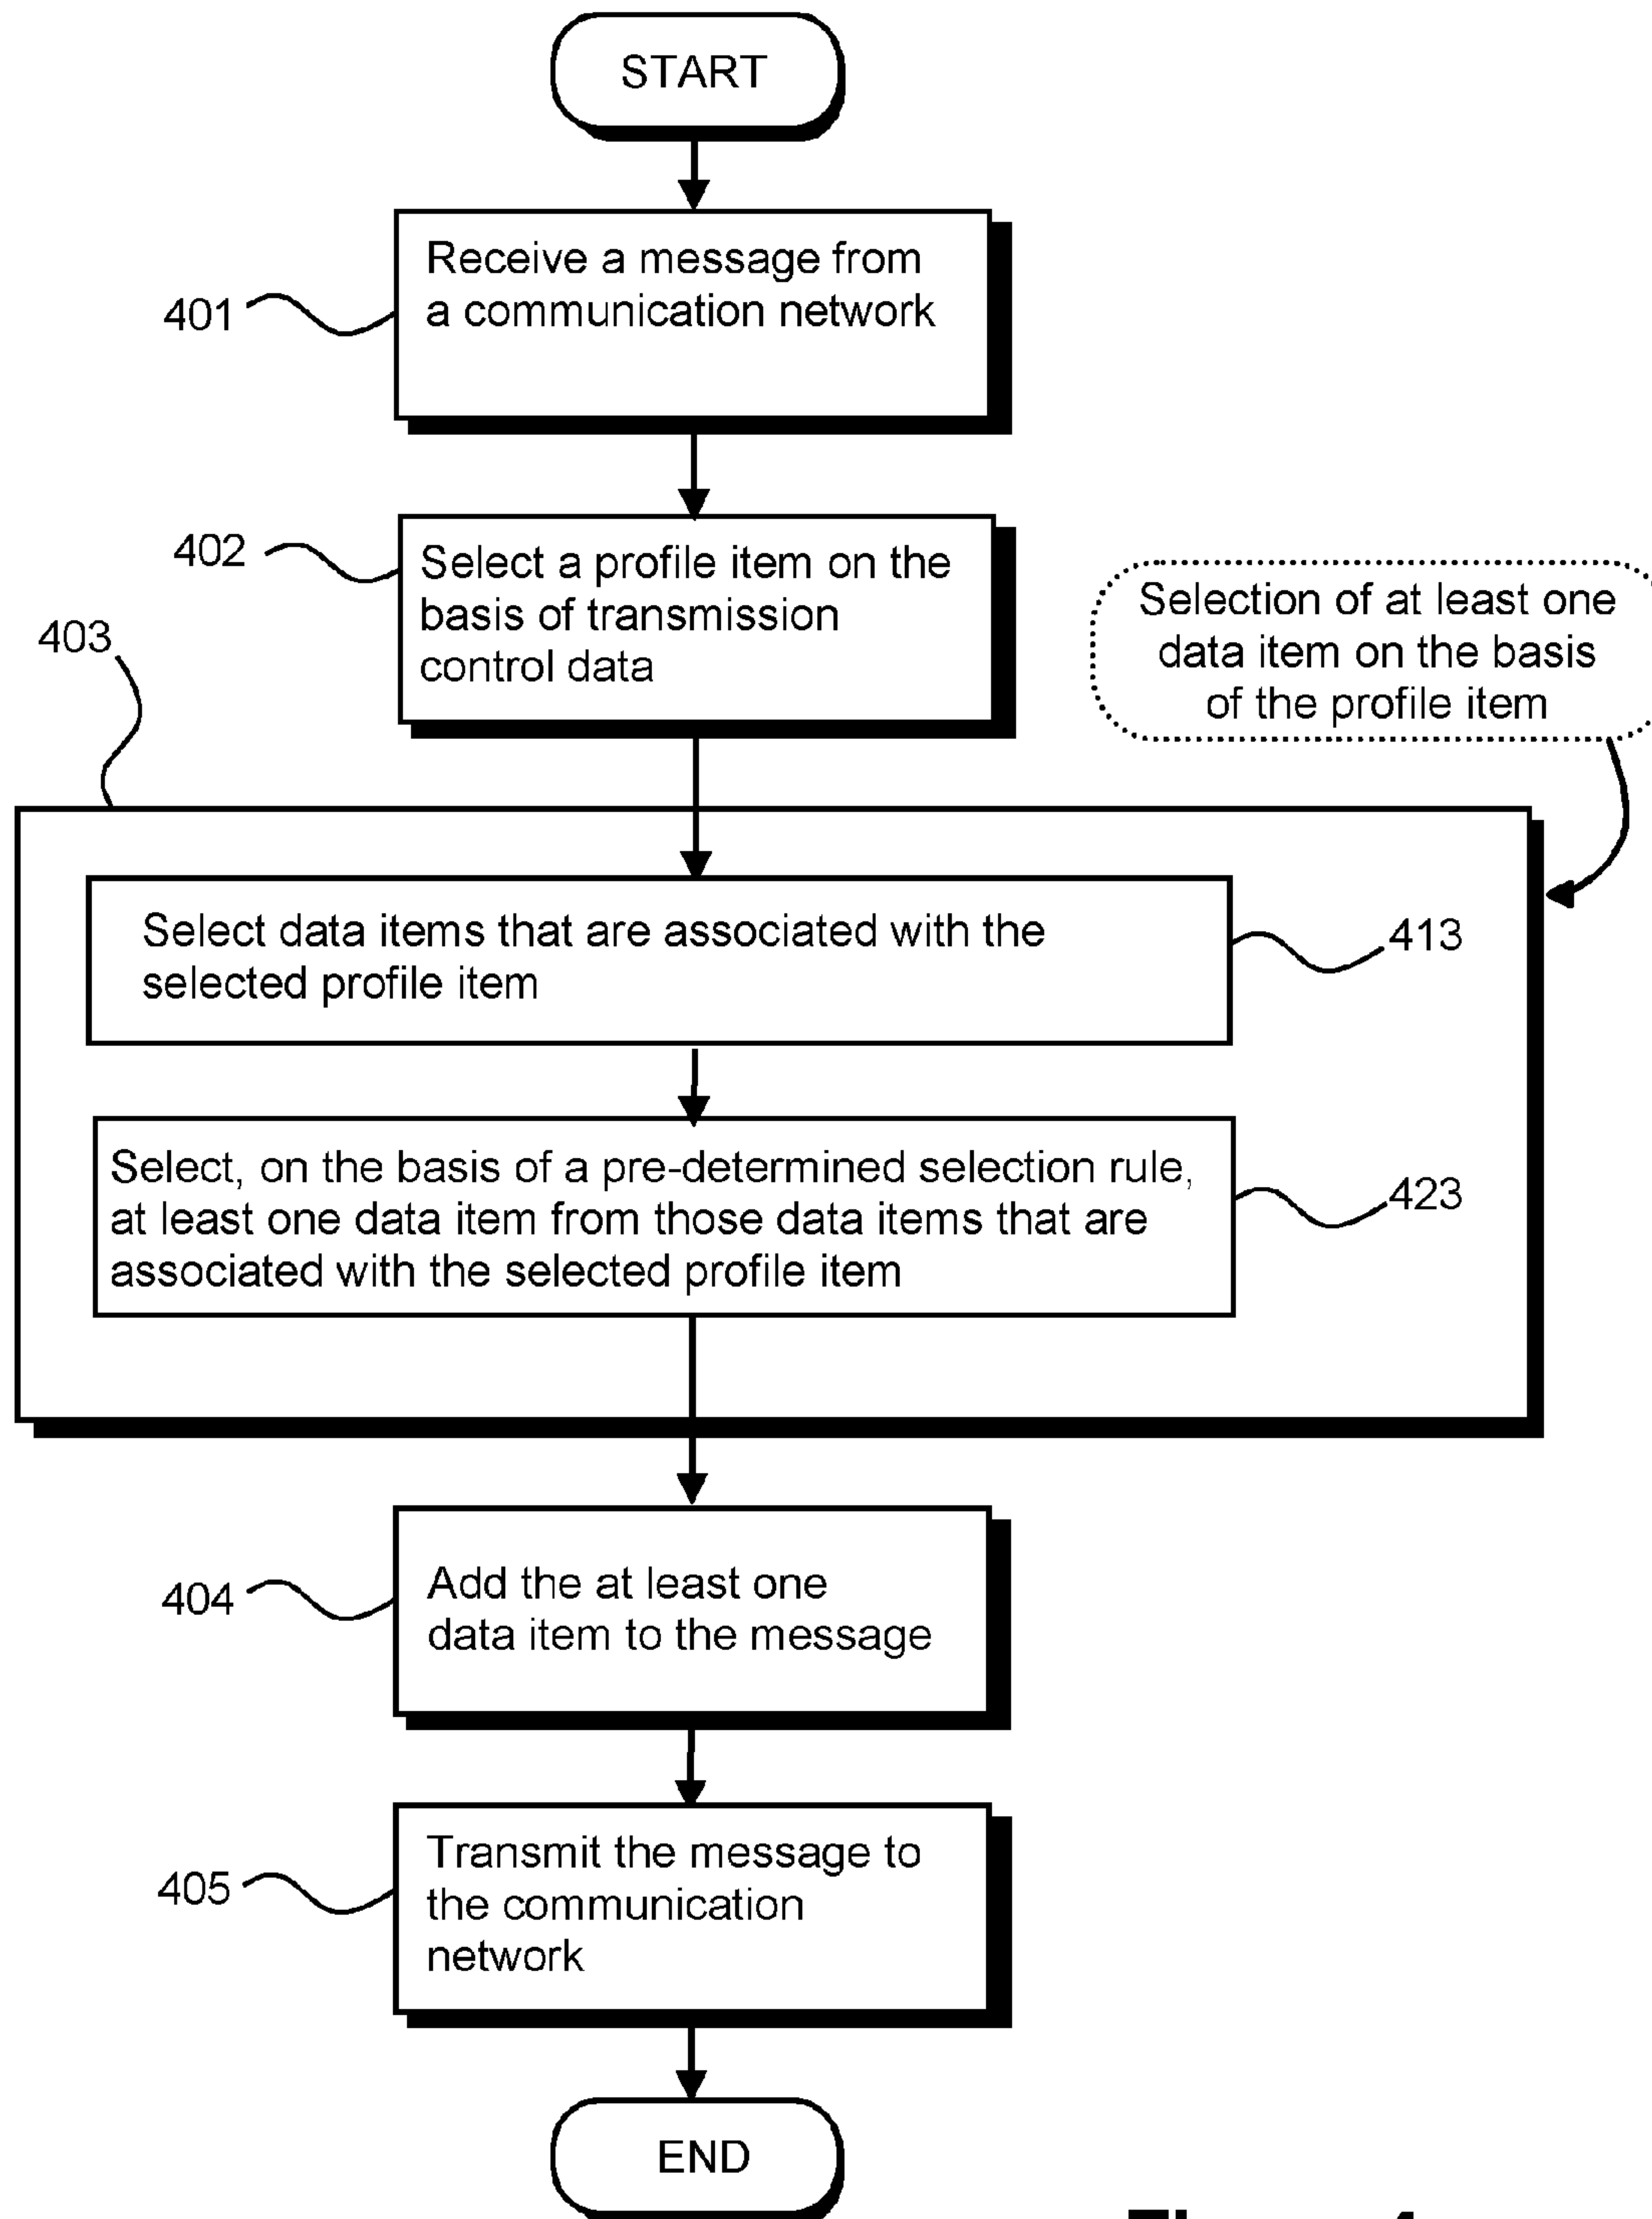 START
Receive a message from
a communication network
401
402
Select a profile item on the
basis of transmission
control data
Selection of at least one
data item on the basis
of the profile item
403
Select data items that are associated with the
selected profile item
413
Select, on the basis of a pre-determined selection rule,
at least one data item from those data items that are
associated with the selected profile item
423
Add the at least one
data item to the message
404
Transmit the message to
the communication
network
405
END